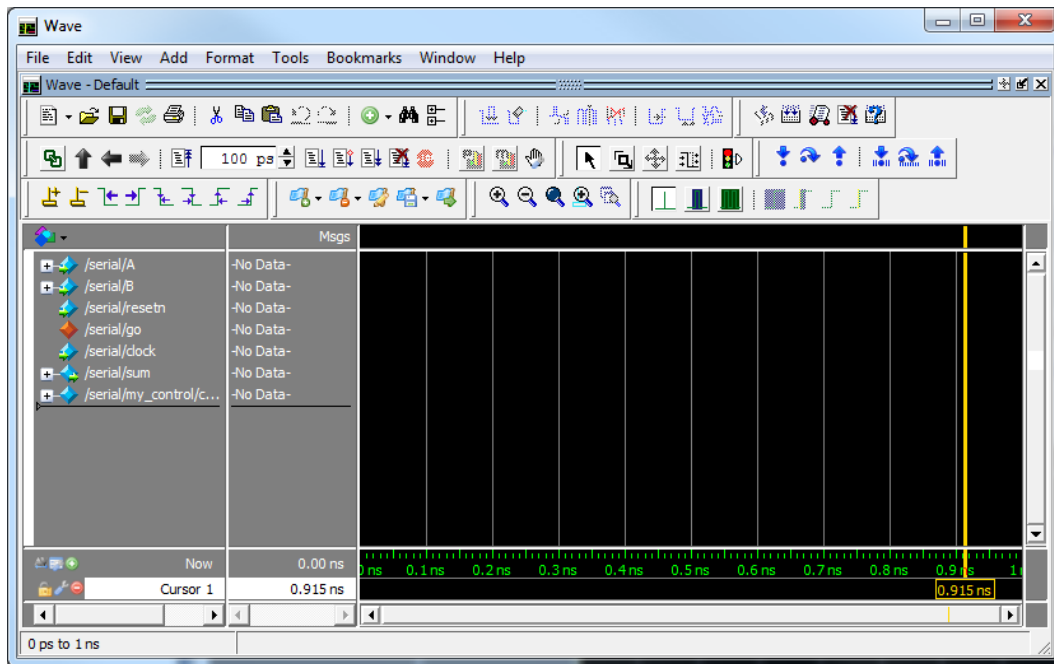 Wave
File Edit View Add Format Tools Bookmarks Window Help
Wave - Default
100 ps
Msgs
/serial/A -No Data-
/serial/B -No Data-
/serial/resetn -No Data-
/serial/go -No Data-
/serial/clock -No Data-
/serial/sum -No Data-
/serial/my_control/c... -No Data-
Now 0.00 ns
ns 0.1 ns 0.2 ns 0.3 ns 0.4 ns 0.5 ns 0.6 ns 0.7 ns 0.8 ns 0.9 ns 1
Cursor 1 0.915 ns 0.915 ns
0 ps to 1 ns